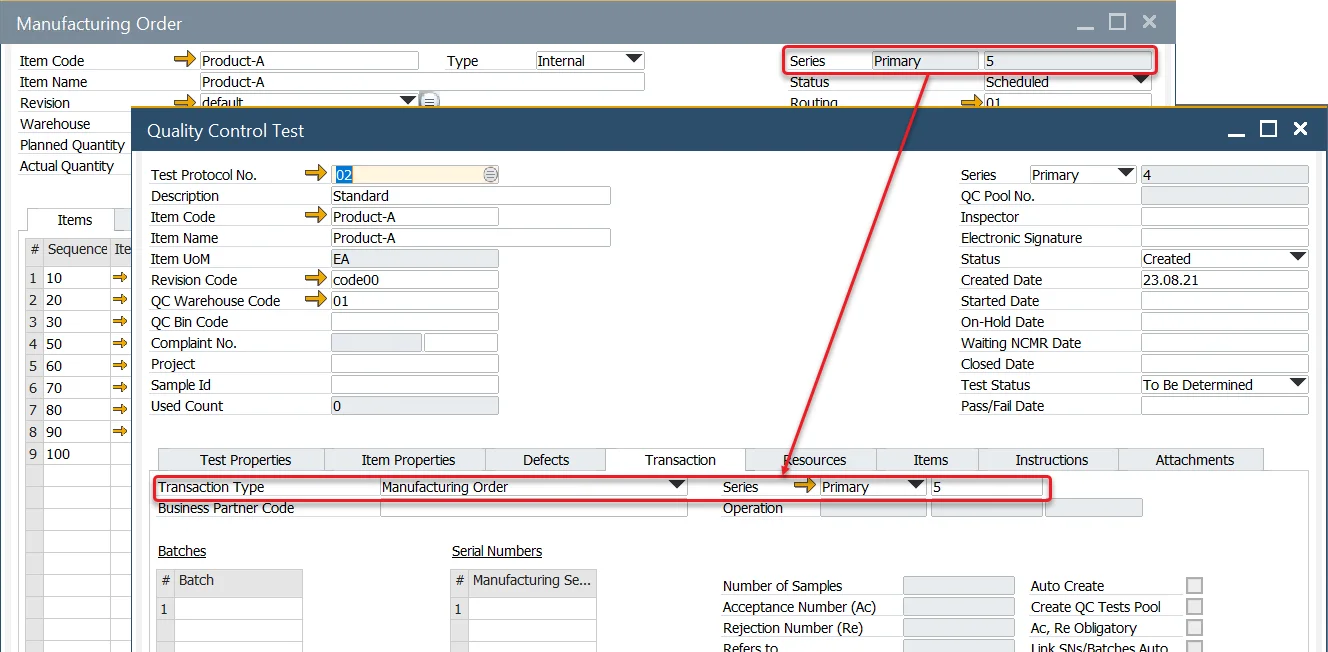 Manufacturing Order
Item Code Product-A Type Internal Series Primary 5
Item Name Product-A Status Scheduled
Revision default Routing 01
Warehouse
Planned Quantity
Actual Quantity
Items
# Sequence Ite
1 10
2 20
3 30
4 50
5 60
6 70
7 80
8 90
9 100
Quality Control Test
Test Protocol No. 02 Series Primary 4
Description Standard QC Pool No.
Item Code Product-A Inspector
Item Name Product-A Electronic Signature
Item UoM EA Status Created
Revision Code code00 Created Date 23.08.21
QC Warehouse Code 01 Started Date
QC Bin Code On-Hold Date
Complaint No. Waiting NCMR Date
Project Closed Date
Sample Id Test Status To Be Determined
Used Count 0 Pass/Fail Date
Test Properties Item Properties Defects Transaction Resources Items Instructions Attachments
Transaction Type Manufacturing Order Series Primary 5
Business Partner Code Operation
Batches Serial Numbers
# Batch # Manufacturing Se...
1 1
Number of Samples Auto Create
Acceptance Number (Ac) Create QC Tests Pool
Rejection Number (Re) Ac, Re Obligatory
Refers to Link SNs/Batches Auto